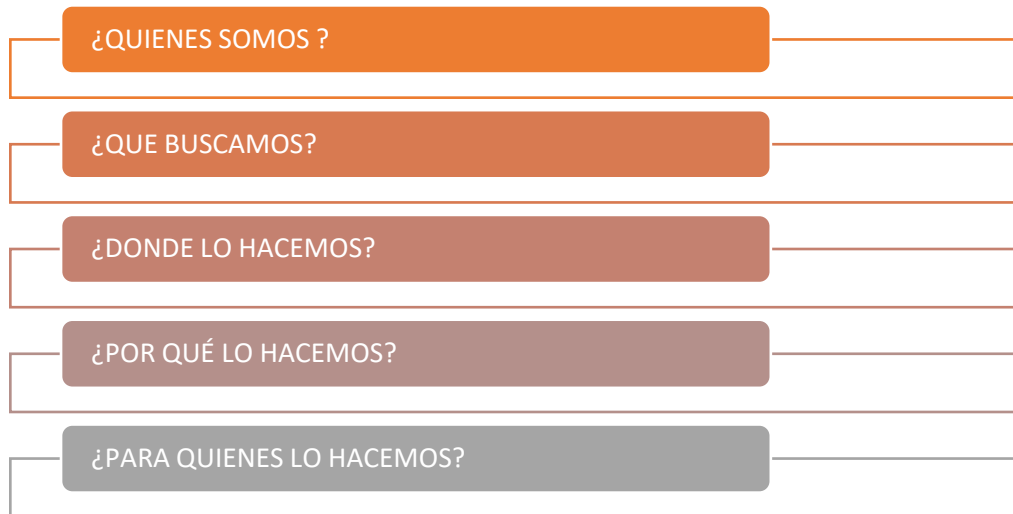 ¿QUIENES SOMOS ?
¿QUE BUSCAMOS?
¿DONDE LO HACEMOS?
¿POR QUÉ LO HACEMOS?
¿PARA QUIENES LO HACEMOS?